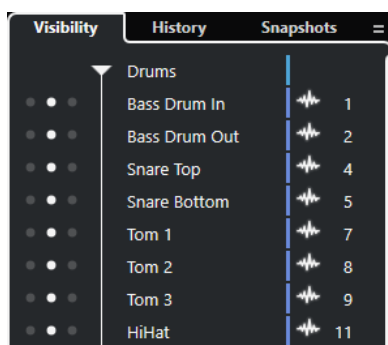 Visibility History Snapshots
Drums
Bass Drum In 1
Bass Drum Out 2
Snare Top 4
Snare Bottom 5
Tom 1 7
Tom 2 8
Tom 3 9
HiHat 11